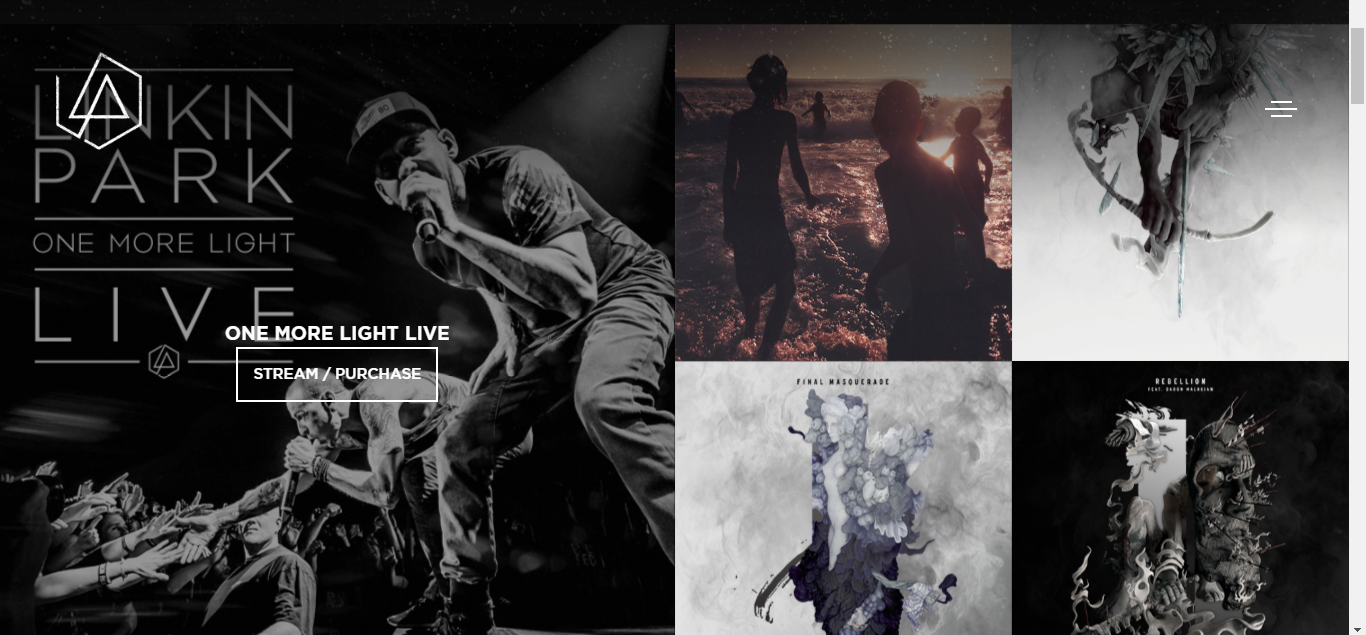 LINKIN
PARK
ONE MORE LIGHT
LIVE
ONE MORE LIGHT LIVE
STREAM / PURCHASE
FINAL MASQUERADE
REBELLION
FEAT. DARON MALAKIAN